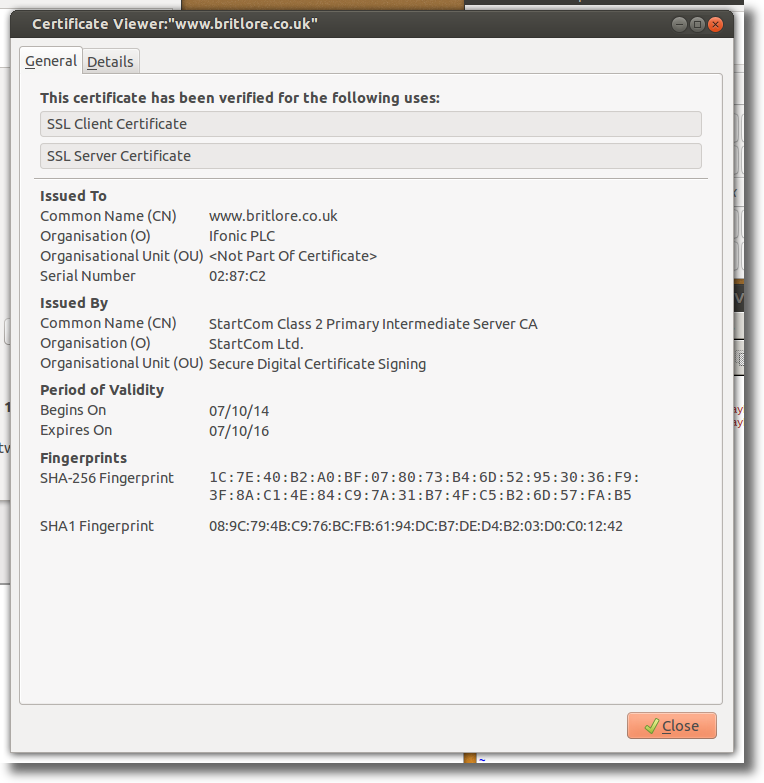 Certificate Viewer:"www.britlore.co.uk"
General Details
This certificate has been verified for the following uses:
SSL Client Certificate
SSL Server Certificate
Issued To
Common Name (CN) www.britlore.co.uk
Organisation (O) Ifonic PLC
Organisational Unit (OU) <Not Part Of Certificate>
Serial Number 02:87:C2
Issued By
Common Name (CN) StartCom Class 2 Primary Intermediate Server CA
Organisation (O) StartCom Ltd.
Organisational Unit (OU) Secure Digital Certificate Signing
Period of Validity
Begins On 07/10/14
Expires On 07/10/16
Fingerprints
SHA-256 Fingerprint 1C:7E:40:B2:A0:BF:07:80:73:B4:6D:52:95:30:36:F9:
3F:8A:C1:4E:84:C9:7A:31:B7:4F:C5:B2:6D:57:FA:B5
SHA1 Fingerprint 08:9C:79:4B:C9:76:BC:FB:61:94:DC:B7:DE:D4:B2:03:D0:C0:12:42
Close